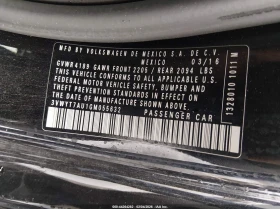 MFD BY VOLKSWAGEN DE MEXICO S.A. DE C.V.
MEXICO 03/16
GVWR 4189 GAWR FRONT 2205 / REAR 2094 LBS
THIS VEHICLE CONFORMS TO ALL APPLICABLE
FEDERAL MOTOR VEHICLE SAFETY, BUMPER AND
THEFT PREVENTION STANDARDS IN EFFECT
ON THE DATE OF MANUFACTURE SHOWN ABOVE.
PASSENGER CAR
1328010 1011 M